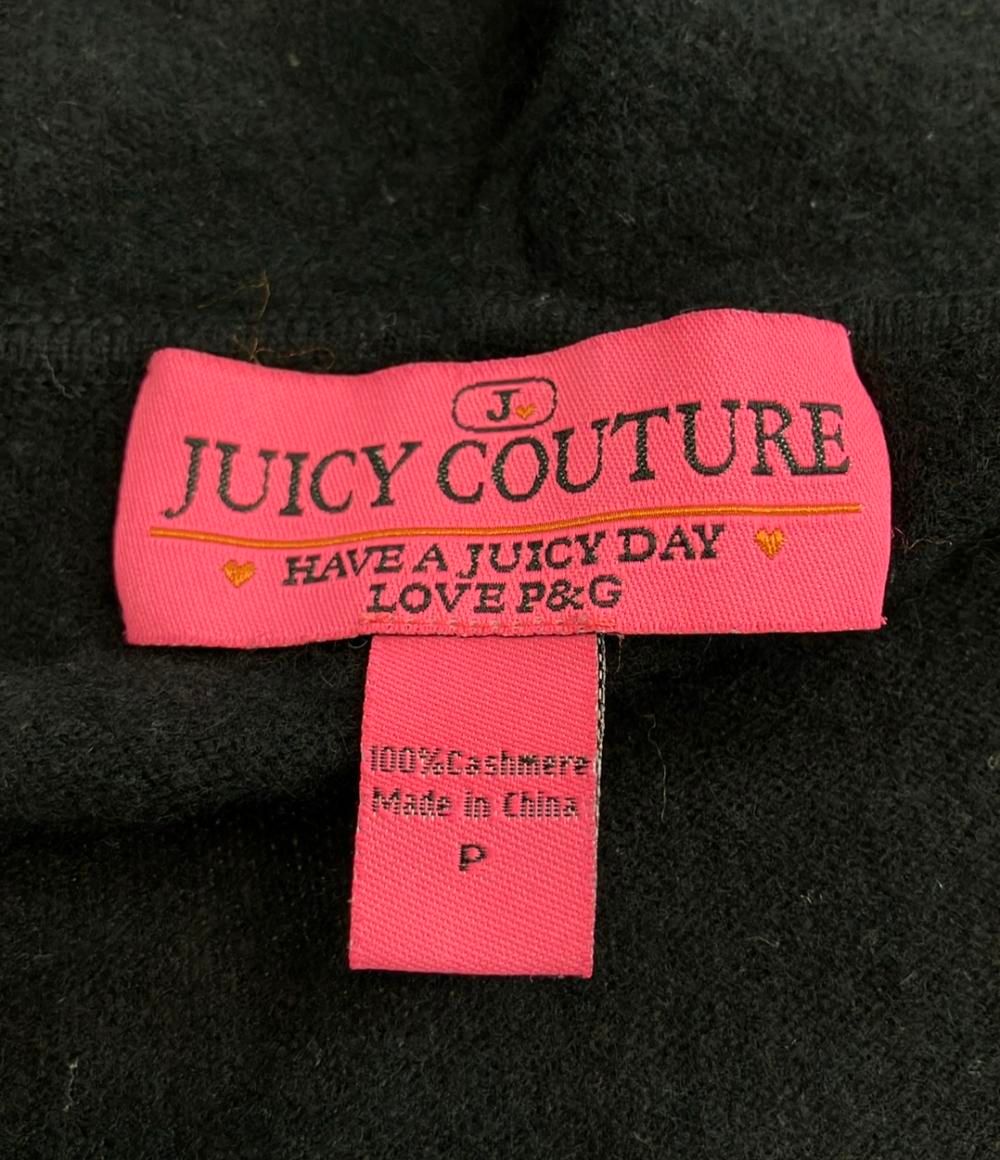 J
JUICY COUTURE
HAVE A JUICY DAY
LOVE P&G
100%Cashmere
Made in China
P